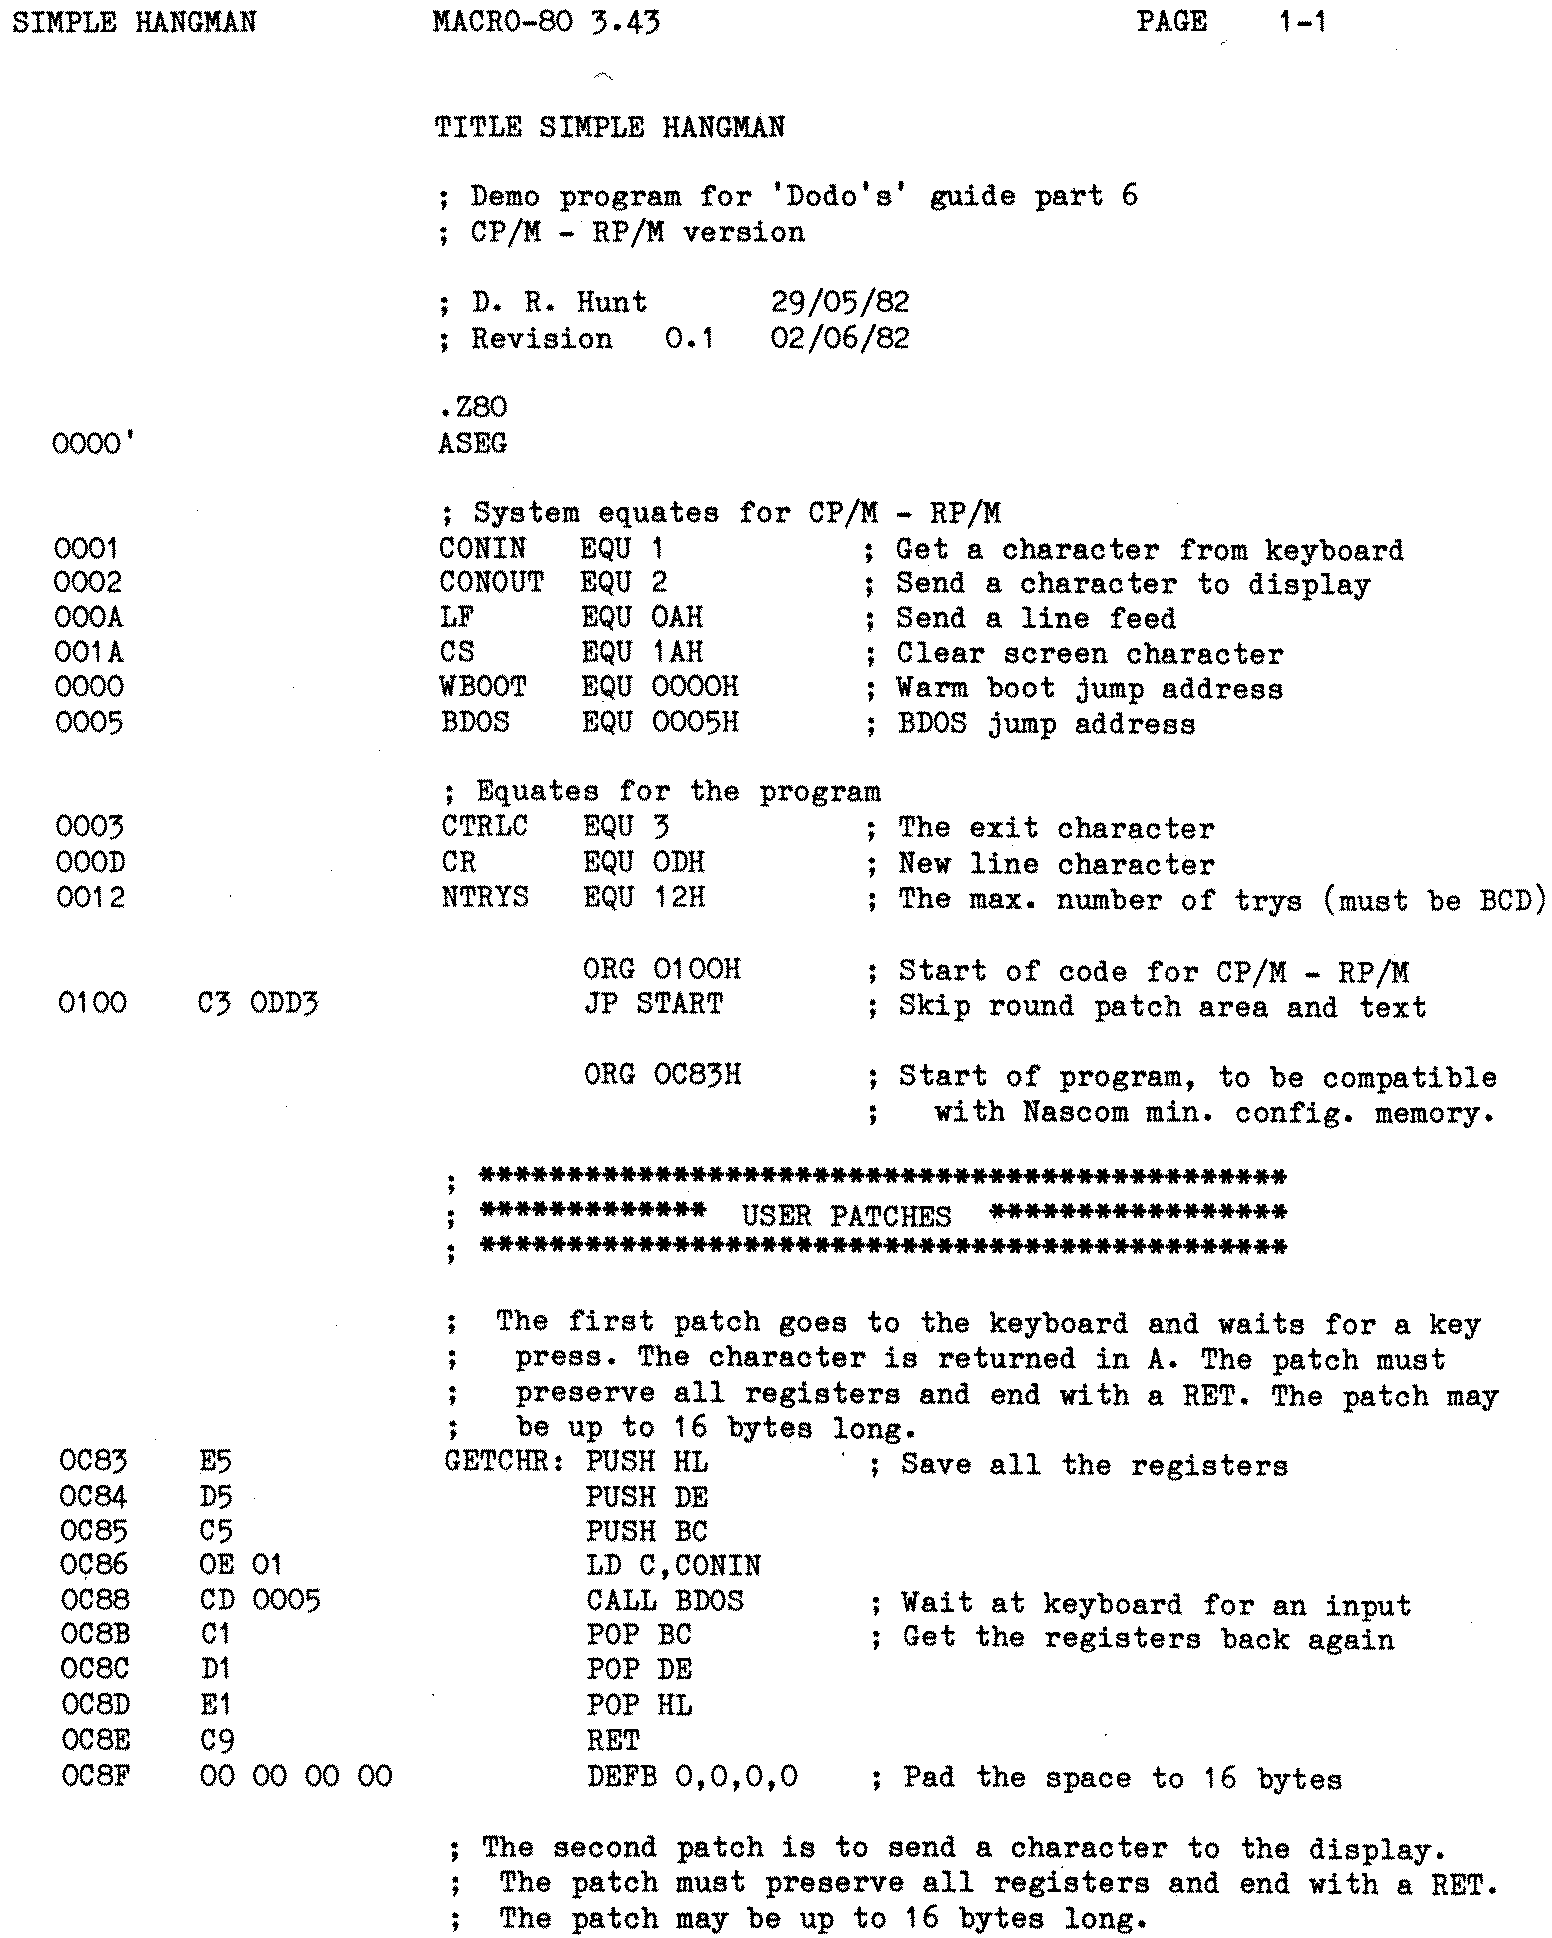 SIMPLE HANGMAN MACRO-80 3.43 PAGE 1-1
TITLE SIMPLE HANGMAN
; Demo program for 'Dodo's' guide part 6
; CP/M - RP/M version
; D. R. Hunt 29/05/82
; Revision 0.1 02/06/82
.Z80
0000' ASEG
; System equates for CP/M - RP/M
0001 CONIN EQU 1 ; Get a character from keyboard
0002 CONOUT EQU 2 ; Send a character to display
000A LF EQU 0AH ; Send a line feed
001A CS EQU 1AH ; Clear screen character
0000 WBOOT EQU 0000H ; Warm boot jump address
0005 BDOS EQU 0005H ; BDOS jump address
; Equates for the program
0003 CTRLC EQU 3 ; The exit character
000D CR EQU 0DH ; New line character
0012 NTRYS EQU 12H ; The max. number of trys (must be BCD)
ORG 0100H ; Start of code for CP/M - RP/M
0100 C3 0DD3 JP START ; Skip round patch area and text
ORG 0C83H ; Start of program, to be compatible
; with Nascom min. config. memory.
; **********************************************
; ************* USER PATCHES *****************
; **********************************************
; The first patch goes to the keyboard and waits for a key
; press. The character is returned in A. The patch must
; preserve all registers and end with a RET. The patch may
; be up to 16 bytes long.
0C83 E5 GETCHR: PUSH HL ; Save all the registers
0C84 D5 PUSH DE
0C85 C5 PUSH BC
0C86 0E 01 LD C,CONIN
0C88 CD 0005 CALL BDOS ; Wait at keyboard for an input
0C8B C1 POP BC ; Get the registers back again
0C8C D1 POP DE
0C8D E1 POP HL
0C8E C9 RET
0C8F 00 00 00 00 DEFB 0,0,0,0 ; Pad the space to 16 bytes
; The second patch is to send a character to the display.
; The patch must preserve all registers and end with a RET.
; The patch may be up to 16 bytes long.